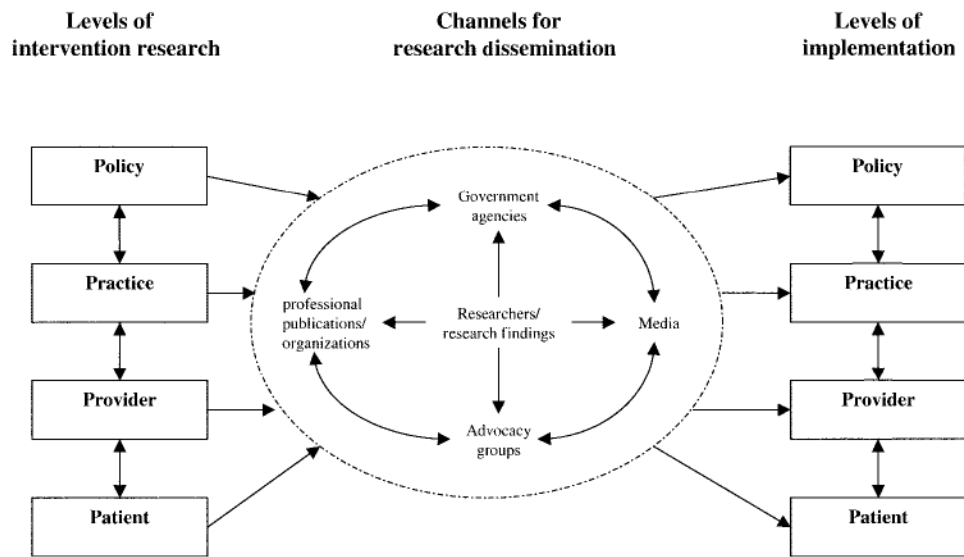 Levels of
intervention research
Channels for
research dissemination
Levels of
implementation
Policy
Practice
Provider
Patient
Government
agencies
professional
publications/
organizations
Researchers/
research findings
Media
Advocacy
groups
Policy
Practice
Provider
Patient